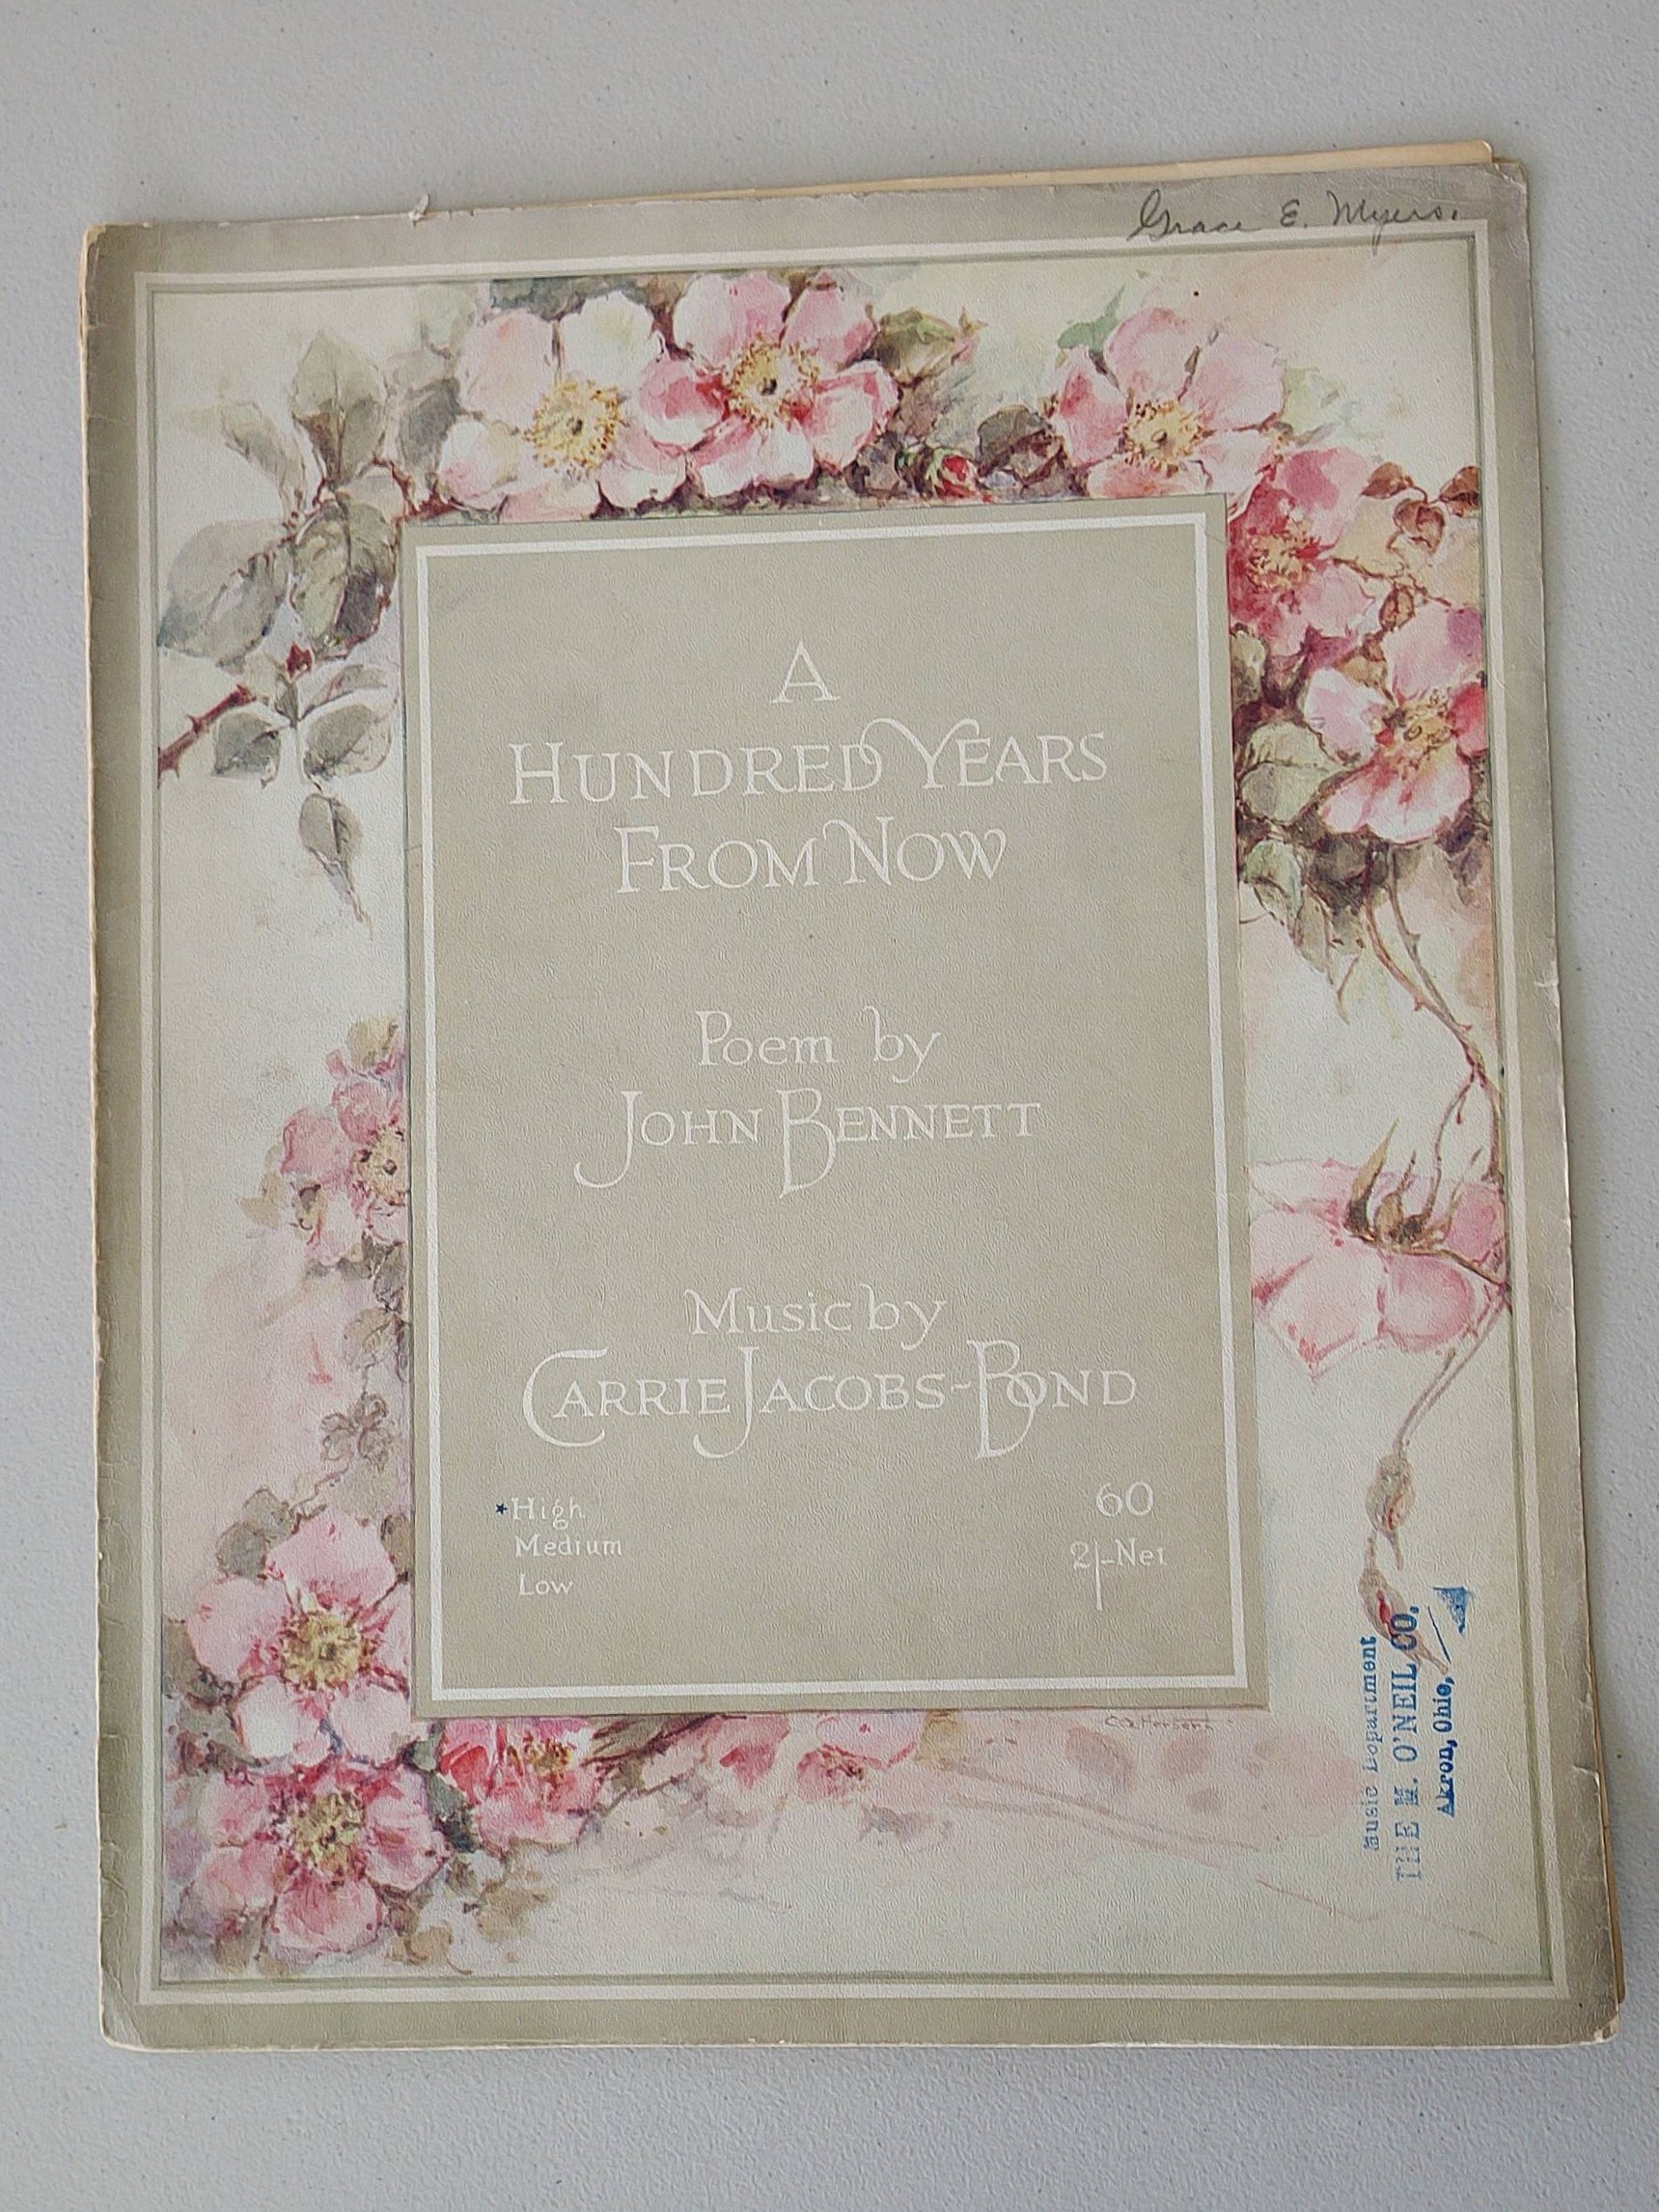 Grace E. Myers.
A
HUNDRED YEARS
FROM NOW
Poem by
JOHN BENNETT
Music by
CARRIE JACOBS-BOND
★High
Medium
Low
60
2/- Net
Music Department
THE M. O'NEIL CO.
Akron, Ohio,